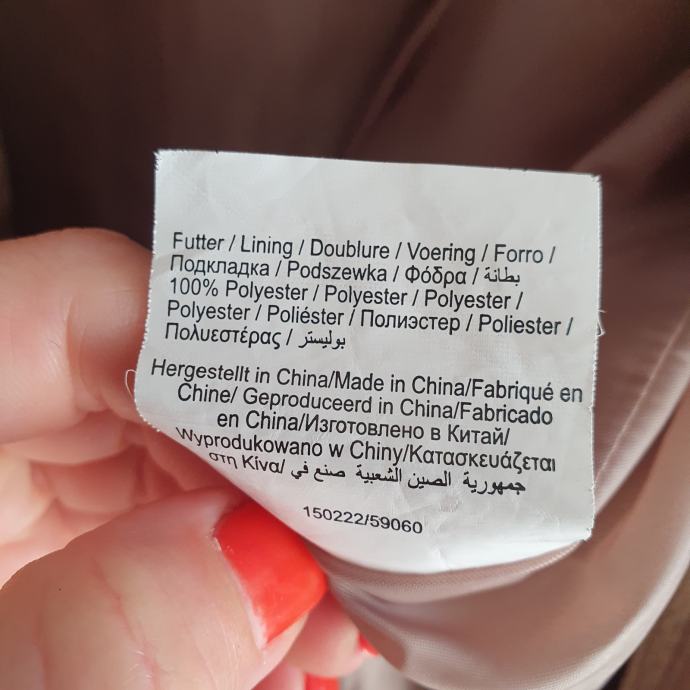 Futter / Lining / Doublure / Voering / Forro /
Подкладка / Podszewka / Φόδρα / بطانة
100% Polyester / Polyester / Polyester /
Polyester / Poliéster / Полиэстер / Poliester /
Πολυεστέρας / بوليستر
Hergestellt in China/Made in China/Fabriqué en
Chine/ Geproduceerd in China/Fabricado
en China/Изготовлено в Китай/
Wyprodukowano w Chiny/Κατασκευάζεται
στη Κίνα/ جمهورية الصين الشعبية صنع في
150222/59060